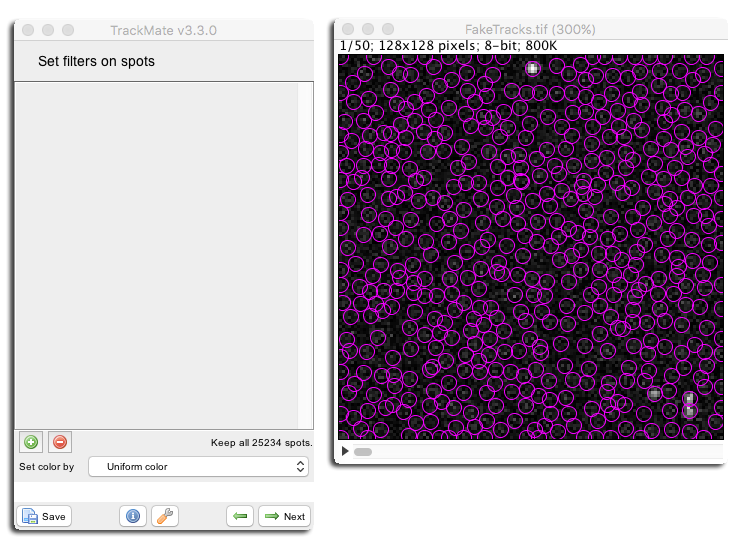 TrackMate v3.3.0
Set filters on spots
Keep all 25234 spots.
Set color by
Uniform color
Save
Next
FakeTracks.tif (300%)
1/50; 128x128 pixels; 8-bit; 800K